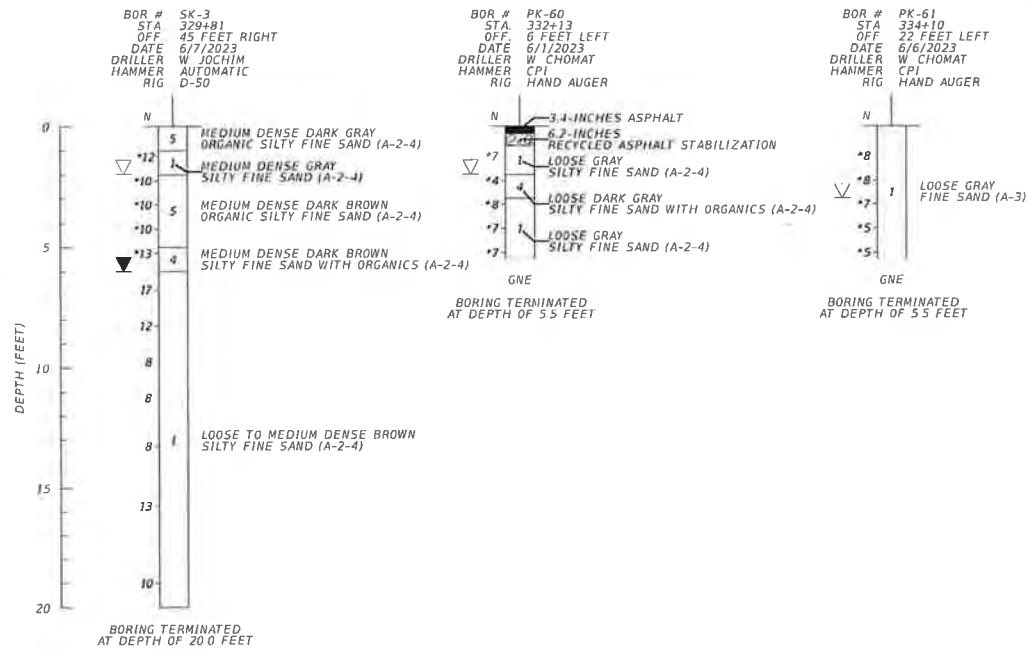 BOR # SK-3
STA. 329+81
OFF. 45 FEET RIGHT
DATE 6/7/2023
DRILLER W JOCHIM
HAMMER AUTOMATIC
RIG D-50
N
5
MEDIUM DENSE DARK GRAY
ORGANIC SILTY FINE SAND (A-2-4)
*12
1
MEDIUM DENSE GRAY
SILTY FINE SAND (A-2-4)
*10
*10
5
MEDIUM DENSE DARK BROWN
ORGANIC SILTY FINE SAND (A-2-4)
*10
*13
4
MEDIUM DENSE DARK BROWN
SILTY FINE SAND WITH ORGANICS (A-2-4)
17
12
8
8
8
1
LOOSE TO MEDIUM DENSE BROWN
SILTY FINE SAND (A-2-4)
13
10
BORING TERMINATED
AT DEPTH OF 20 0 FEET
DEPTH (FEET)
0
5
10
15
20
BOR # PK-60
STA. 332+13
OFF. 6 FEET LEFT
DATE 6/1/2023
DRILLER W CHOMAT
HAMMER CPI
RIG HAND AUGER
N
3.4-INCHES ASPHALT
6.2-INCHES
RECYCLED ASPHALT STABILIZATION
*7
1
LOOSE GRAY
SILTY FINE SAND (A-2-4)
*4
4
LOOSE DARK GRAY
SILTY FINE SAND WITH ORGANICS (A-2-4)
*8
*7
1
LOOSE GRAY
SILTY FINE SAND (A-2-4)
*7
GNE
BORING TERMINATED
AT DEPTH OF 5 5 FEET
BOR # PK-61
STA 334+10
OFF 22 FEET LEFT
DATE 6/6/2023
DRILLER W CHOMAT
HAMMER CPI
RIG HAND AUGER
N
*8
*8
1
LOOSE GRAY
FINE SAND (A-3)
*7
*5
*5
GNE
BORING TERMINATED
AT DEPTH OF 5 5 FEET